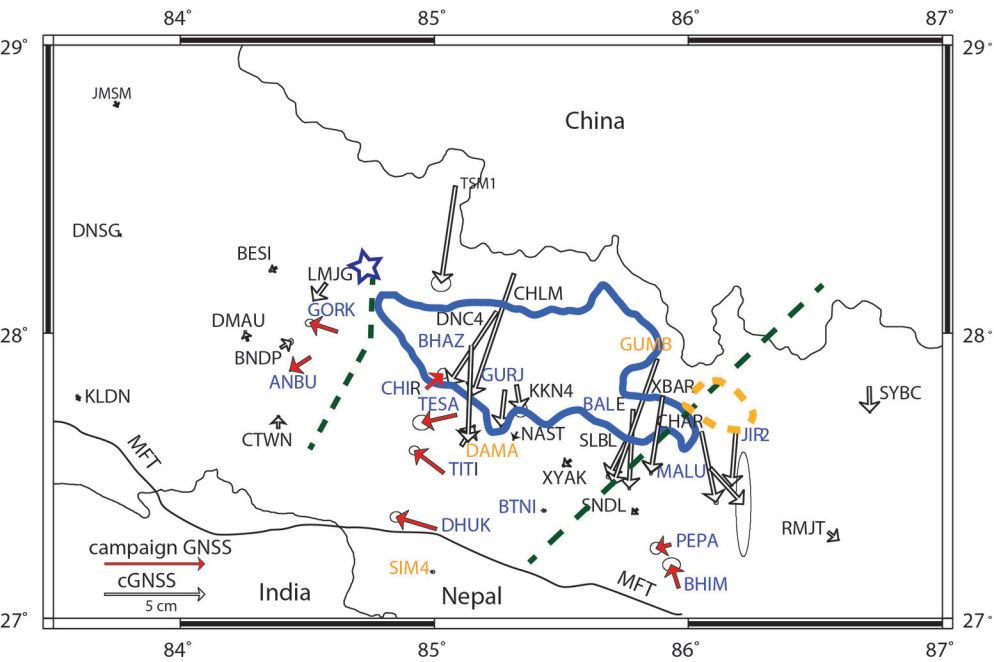 84° 85° 86° 87°
29° 29°
JMSM
China
TSM1
DNSG
BESI
LMJG
CHLM
GORK
DMAU
DNC4
28° 28°
BHAZ
GUMB
BNDP
ANBU
CHIR
GURJ
XBAR
KKN4
SYBC
KLDN
TESA
BALE
CHAR
CTWN
NAST
SLBL
JIR2
MFT
DAMA
TITI
XYAK
MALU
BTNI
SNDL
DHUK
RMJT
PEPA
campaign GNSS
SIM4
cGNSS
MFT
BHIM
5 cm
India
Nepal
27° 27°
84° 85° 86° 87°